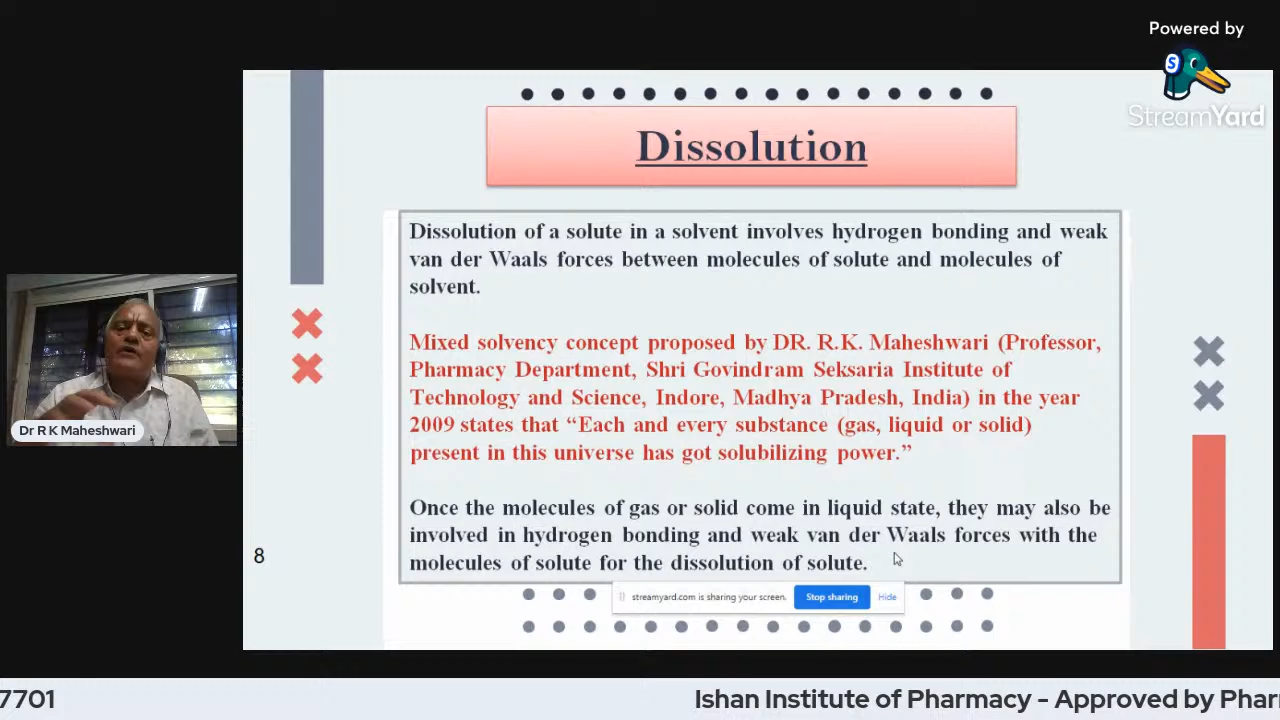 Powered by
S
StreamYard
Dissolution
Dissolution of a solute in a solvent involves hydrogen bonding and weak
van der Waals forces between molecules of solute and molecules of
solvent.
Mixed solvency concept proposed by DR. R.K. Maheshwari (Professor,
Pharmacy Department, Shri Govindram Seksaria Institute of
Technology and Science, Indore, Madhya Pradesh, India) in the year
2009 states that “Each and every substance (gas, liquid or solid)
present in this universe has got solubilizing power.”
Once the molecules of gas or solid come in liquid state, they may also be
involved in hydrogen bonding and weak van der Waals forces with the
molecules of solute for the dissolution of solute.
Dr R K Maheshwari
8
streamyard.com is sharing your screen. Stop sharing Hide
7701 Ishan Institute of Pharmacy - Approved by Phar